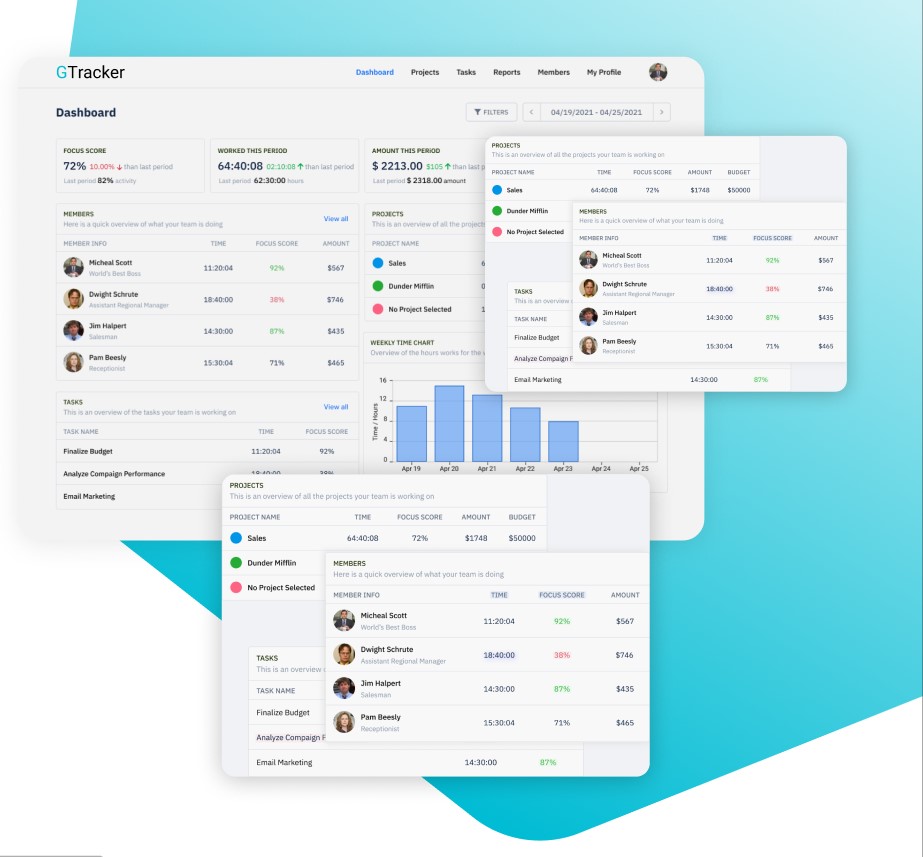 GTracker
Dashboard Projects Tasks Reports Members My Profile
Dashboard
FILTERS
04/19/2021 - 04/25/2021
FOCUS SCORE
72% 10.00% than last period
Last period 82% activity
WORKED THIS PERIOD
64:40:08 02:10:08 than last period
Last period 62:30:00 hours
AMOUNT THIS PERIOD
$ 2213.00 $105 than last p
Last period $ 2318.00 amount
MEMBERS
Here is a quick overview of what your team is doing
View all
MEMBER INFO TIME FOCUS SCORE AMOUNT
Micheal Scott
World's Best Boss
11:20:04 92% $567
Dwight Schrute
Assistant Regional Manager
18:40:00 38% $746
Jim Halpert
Salesman
14:30:00 87% $435
Pam Beesly
Receptionist
15:30:04 71% $465
TASKS
This is an overview of the tasks your team is working on
View all
TASK NAME TIME FOCUS SCORE
Finalize Budget 11:20:04 92%
Analyze Campaign Performance 18:40:00 38%
Email Marketing
PROJECTS
This is an overview of all the projects
PROJECT NAME
Sales 6
Dunder Mifflin 0
No Project Selected 1
WEEKLY TIME CHART
Overview of the hours works for the
Time / Hours
16
12
8
4
0
Apr 19 Apr 20 Apr 21 Apr 22 Apr 23 Apr 24 Apr 25
PROJECTS
This is an overview of all the projects your team is working on
PROJECT NAME TIME FOCUS SCORE AMOUNT BUDGET
Sales 64:40:08 72% $1748 $50000
Dunder Mifflin
No Project Selected
MEMBERS
Here is a quick overview of what your team is doing
MEMBER INFO TIME FOCUS SCORE AMOUNT
Micheal Scott
World's Best Boss
11:20:04 92% $567
Dwight Schrute
Assistant Regional Manager
18:40:00 38% $746
Jim Halpert
Salesman
14:30:00 87% $435
Pam Beesly
Receptionist
15:30:04 71% $465
TASKS
This is an overview
TASK NAME
Finalize Budget
Analyze Campaign P
Email Marketing 14:30:00 87%
PROJECTS
This is an overview of all the projects your team is working on
PROJECT NAME TIME FOCUS SCORE AMOUNT BUDGET
Sales 64:40:08 72% $1748 $50000
Dunder Mifflin
No Project Selected
MEMBERS
Here is a quick overview of what your team is doing
MEMBER INFO TIME FOCUS SCORE AMOUNT
Micheal Scott
World's Best Boss
11:20:04 92% $567
Dwight Schrute
Assistant Regional Manager
18:40:00 38% $746
Jim Halpert
Salesman
14:30:00 87% $435
Pam Beesly
Receptionist
15:30:04 71% $465
TASKS
This is an overview
TASK NAME
Finalize Budget
Analyze Campaign P
Email Marketing 14:30:00 87%